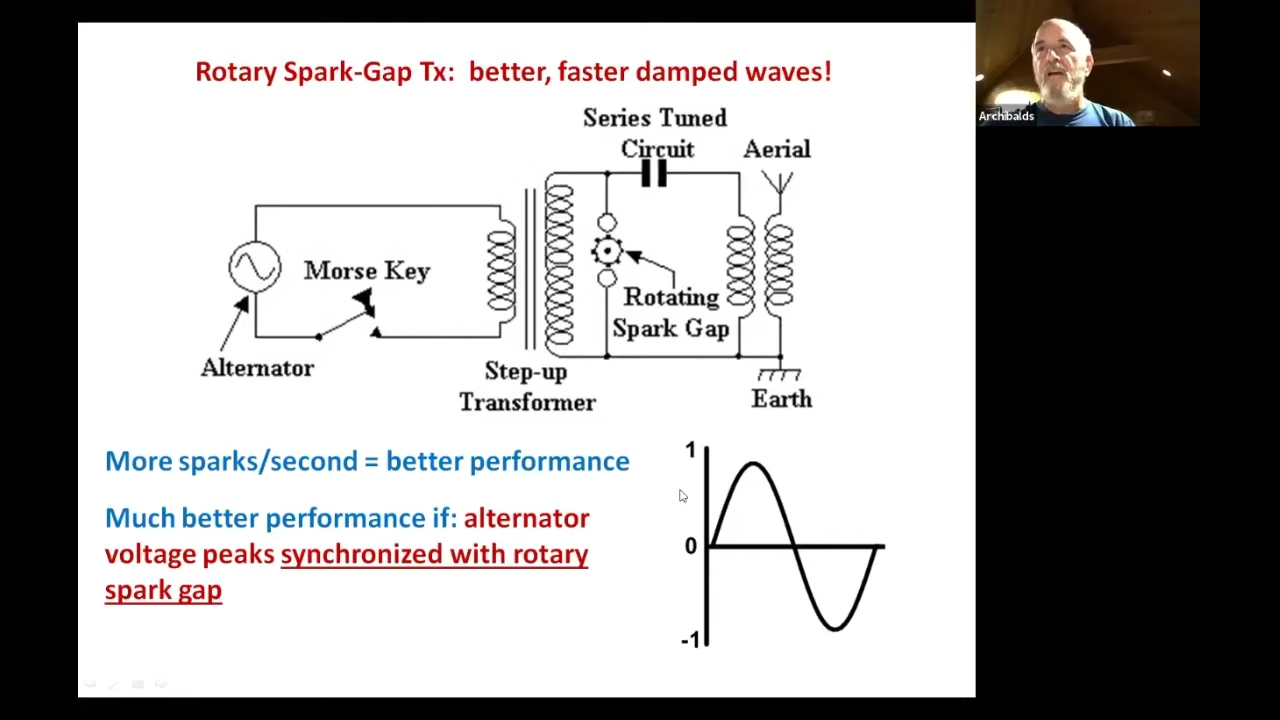 Rotary Spark-Gap Tx: better, faster damped waves!
Archibalds
Series Tuned
Circuit
Aerial
Morse Key
Rotating
Spark Gap
Alternator
Step-up
Transformer
Earth
More sparks/second = better performance
Much better performance if: alternator
voltage peaks synchronized with rotary
spark gap
1
0
-1